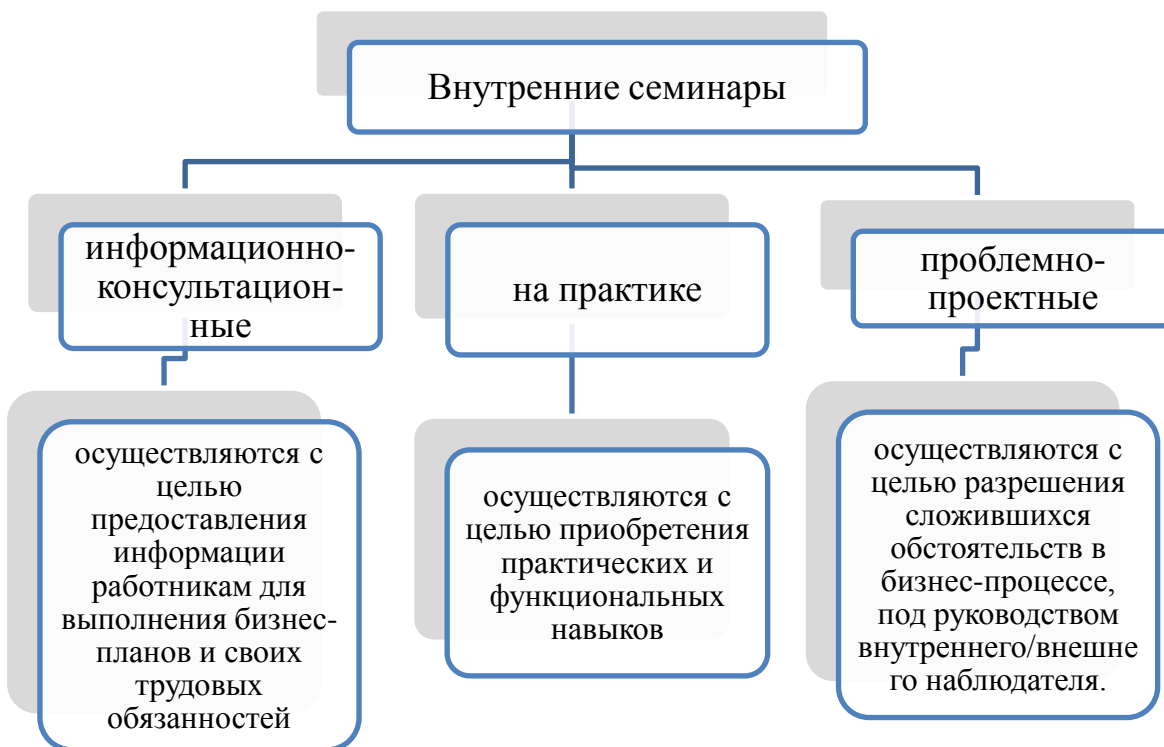 Внутренние семинары
информационно-
консультацион-
ные
на практике
проблемно-
проектные
осуществляются с
целью
предоставления
информации
работникам для
выполнения бизнес-
планов и своих
трудовых
обязанностей
осуществляются с
целью приобретения
практических и
функциональных
навыков
осуществляются с
целью разрешения
сложившихся
обстоятельств в
бизнес-процессе,
под руководством
внутреннего/внешне
го наблюдателя.